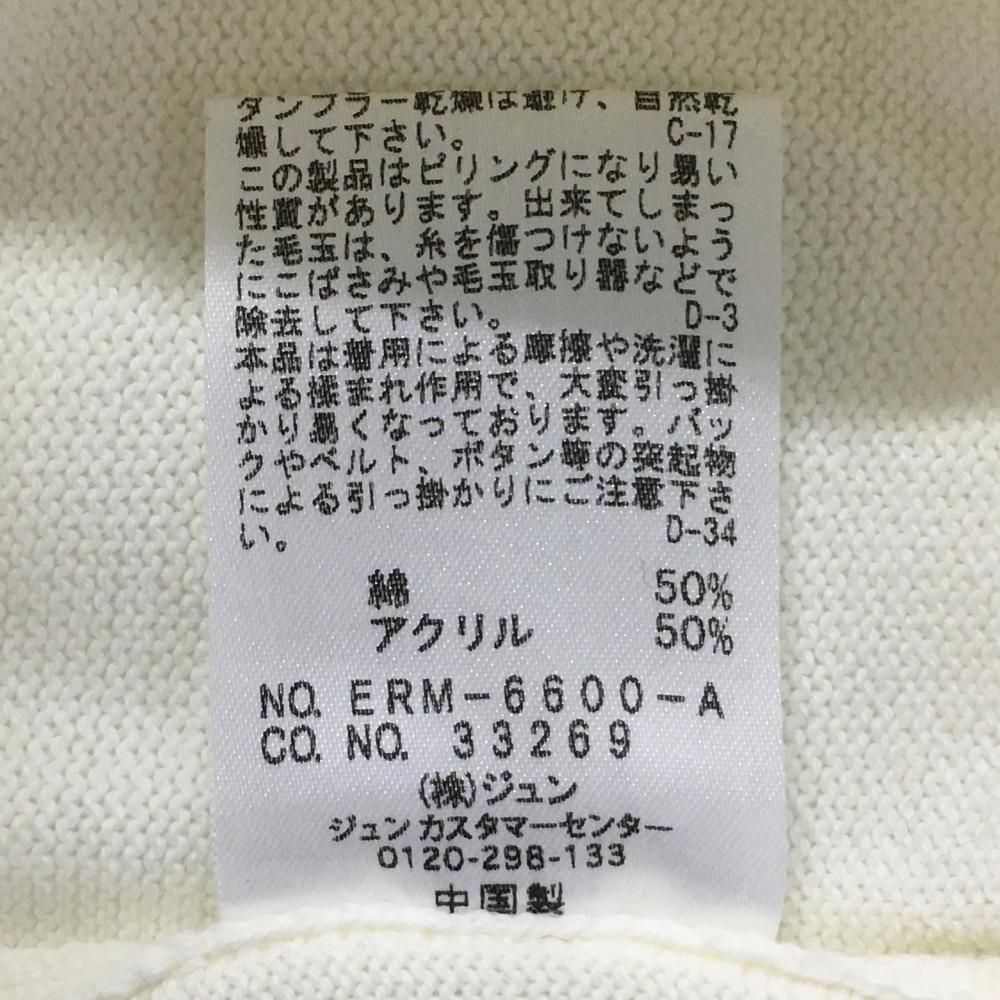 タンブラー乾燥は避け、自然乾
燥して下さい。 C-17
この製品はピリングになり易い
性質があります。出来てしまっ
た毛玉は、糸を傷つけないよう
にこばさみや毛玉取り器などで
除去して下さい。 D-3
本品は着用による摩擦や洗濯に
よる揉まれ作用で、大変引っ掛
かり易くなっております。バッ
クやベルト、ボタン等の突起物
による引っ掛かりにご注意下さ
い。 D-34
綿 50%
アクリル 50%
NO. ERM-6600-A
CO. NO. 33269
(株)ジュン
ジュン カスタマーセンター
0120-298-133
中国製